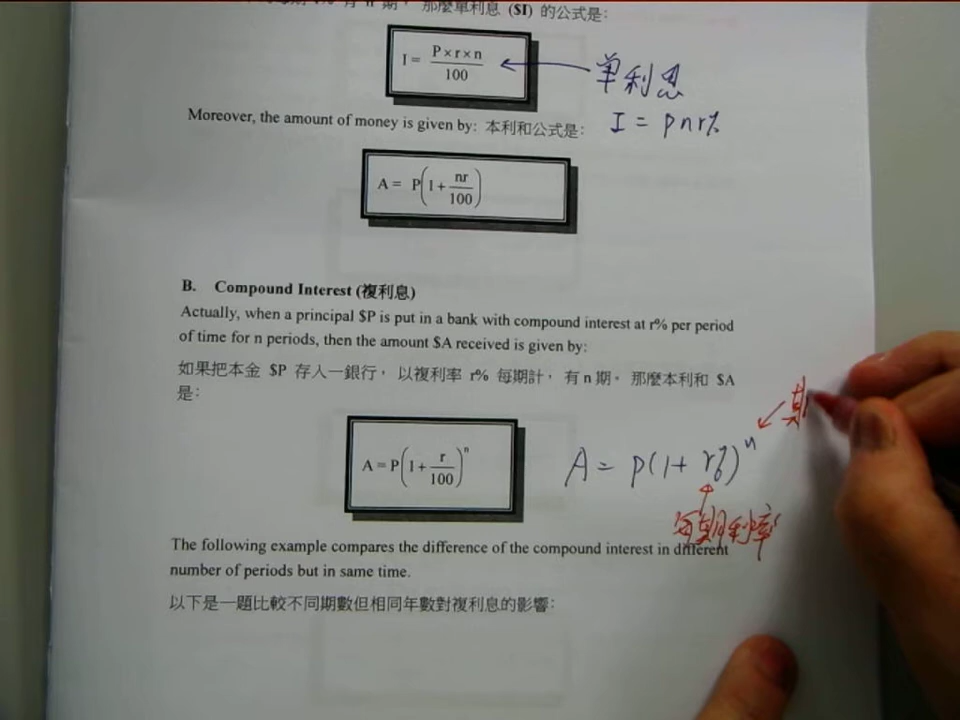 有 n 期， 那麼單利息 ($I) 的公式是：
I = P×r×n / 100
單利息
Moreover, the amount of money is given by: 本利和公式是：
I = Pnr%
A = P(1 + nr/100)
B. Compound Interest (複利息)
Actually, when a principal $P is put in a bank with compound interest at r% per period
of time for n periods, then the amount $A received is given by:
如果把本金 $P 存入一銀行， 以複利率 r% 每期計， 有 n 期。 那麼本利和 $A
是：
期
A = P(1 + r/100)^n
A = P(1 + r%)^n
每期利率
The following example compares the difference of the compound interest in different
number of periods but in same time.
以下是一題比較不同期數但相同年數對複利息的影響：